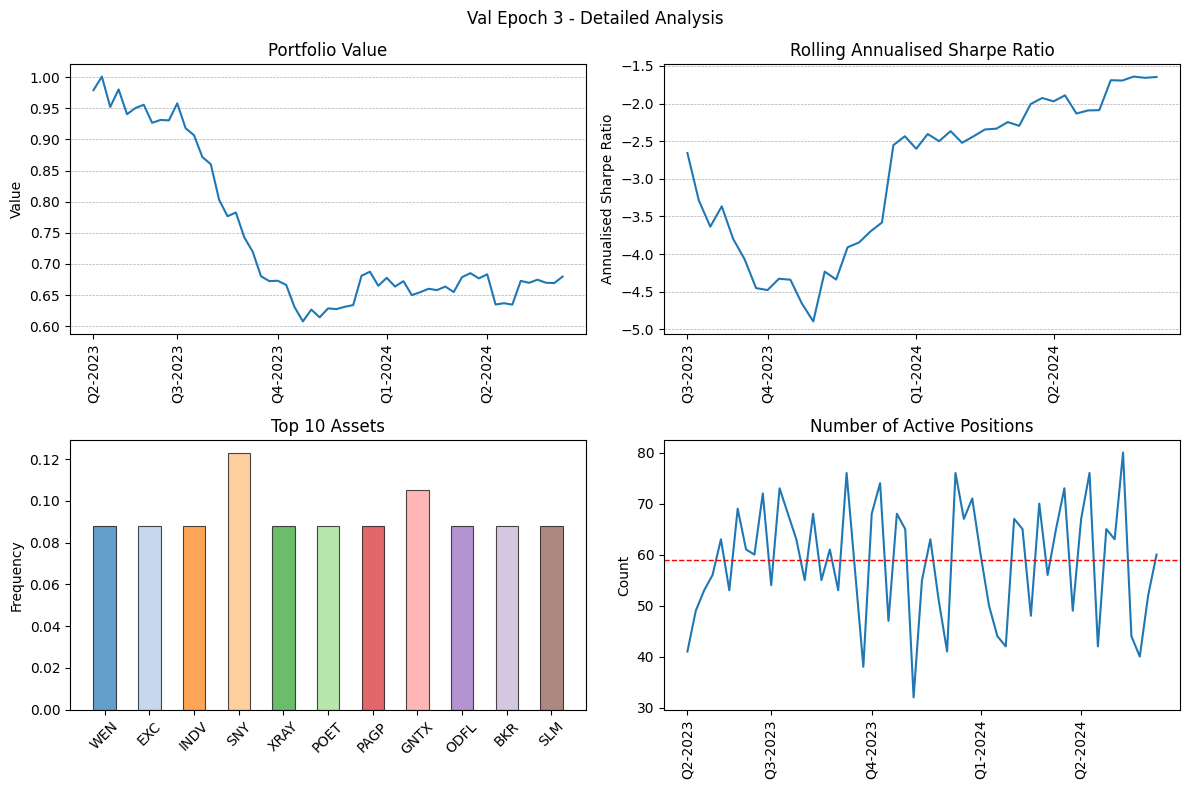 Val Epoch 3 - Detailed Analysis
Portfolio Value
Value
1.00
0.95
0.90
0.85
0.80
0.75
0.70
0.65
0.60
Q2-2023
Q3-2023
Q4-2023
Q1-2024
Q2-2024
Rolling Annualised Sharpe Ratio
Annualised Sharpe Ratio
−1.5
−2.0
−2.5
−3.0
−3.5
−4.0
−4.5
−5.0
Q3-2023
Q4-2023
Q1-2024
Q2-2024
Top 10 Assets
Frequency
0.12
0.10
0.08
0.06
0.04
0.02
0.00
WEN
EXC
INDV
SNY
XRAY
POET
PAGP
GNTX
ODFL
BKR
SLM
Number of Active Positions
Count
80
70
60
50
40
30
Q2-2023
Q3-2023
Q4-2023
Q1-2024
Q2-2024